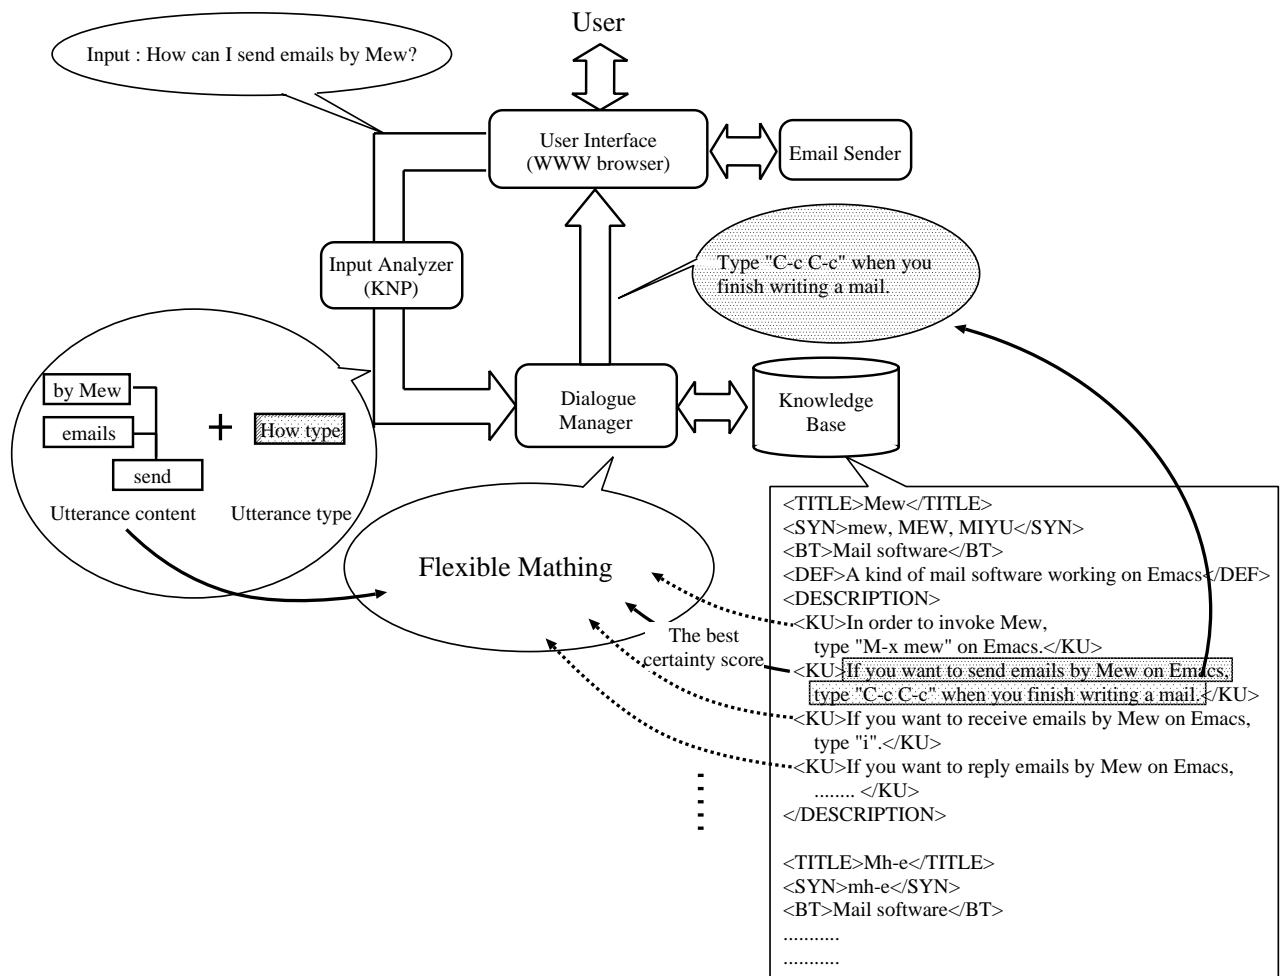 User
Input : How can I send emails by Mew?
User Interface
(WWW browser)
Email Sender
Input Analyzer
(KNP)
Type "C-c C-c" when you
finish writing a mail.
by Mew
emails
send
+
How type
Utterance content
Utterance type
Dialogue
Manager
Knowledge
Base
Flexible Mathing
The best
certainty score
<TITLE>Mew</TITLE>
<SYN>mew, MEW, MIYU</SYN>
<BT>Mail software</BT>
<DEF>A kind of mail software working on Emacs</DEF>
<DESCRIPTION>
<KU>In order to invoke Mew,
type "M-x mew" on Emacs.</KU>
<KU>If you want to send emails by Mew on Emacs,
type "C-c C-c" when you finish writing a mail.</KU>
<KU>If you want to receive emails by Mew on Emacs,
type "i".</KU>
<KU>If you want to reply emails by Mew on Emacs,
........ </KU>
</DESCRIPTION>
<TITLE>Mh-e</TITLE>
<SYN>mh-e</SYN>
<BT>Mail software</BT>
...........
...........